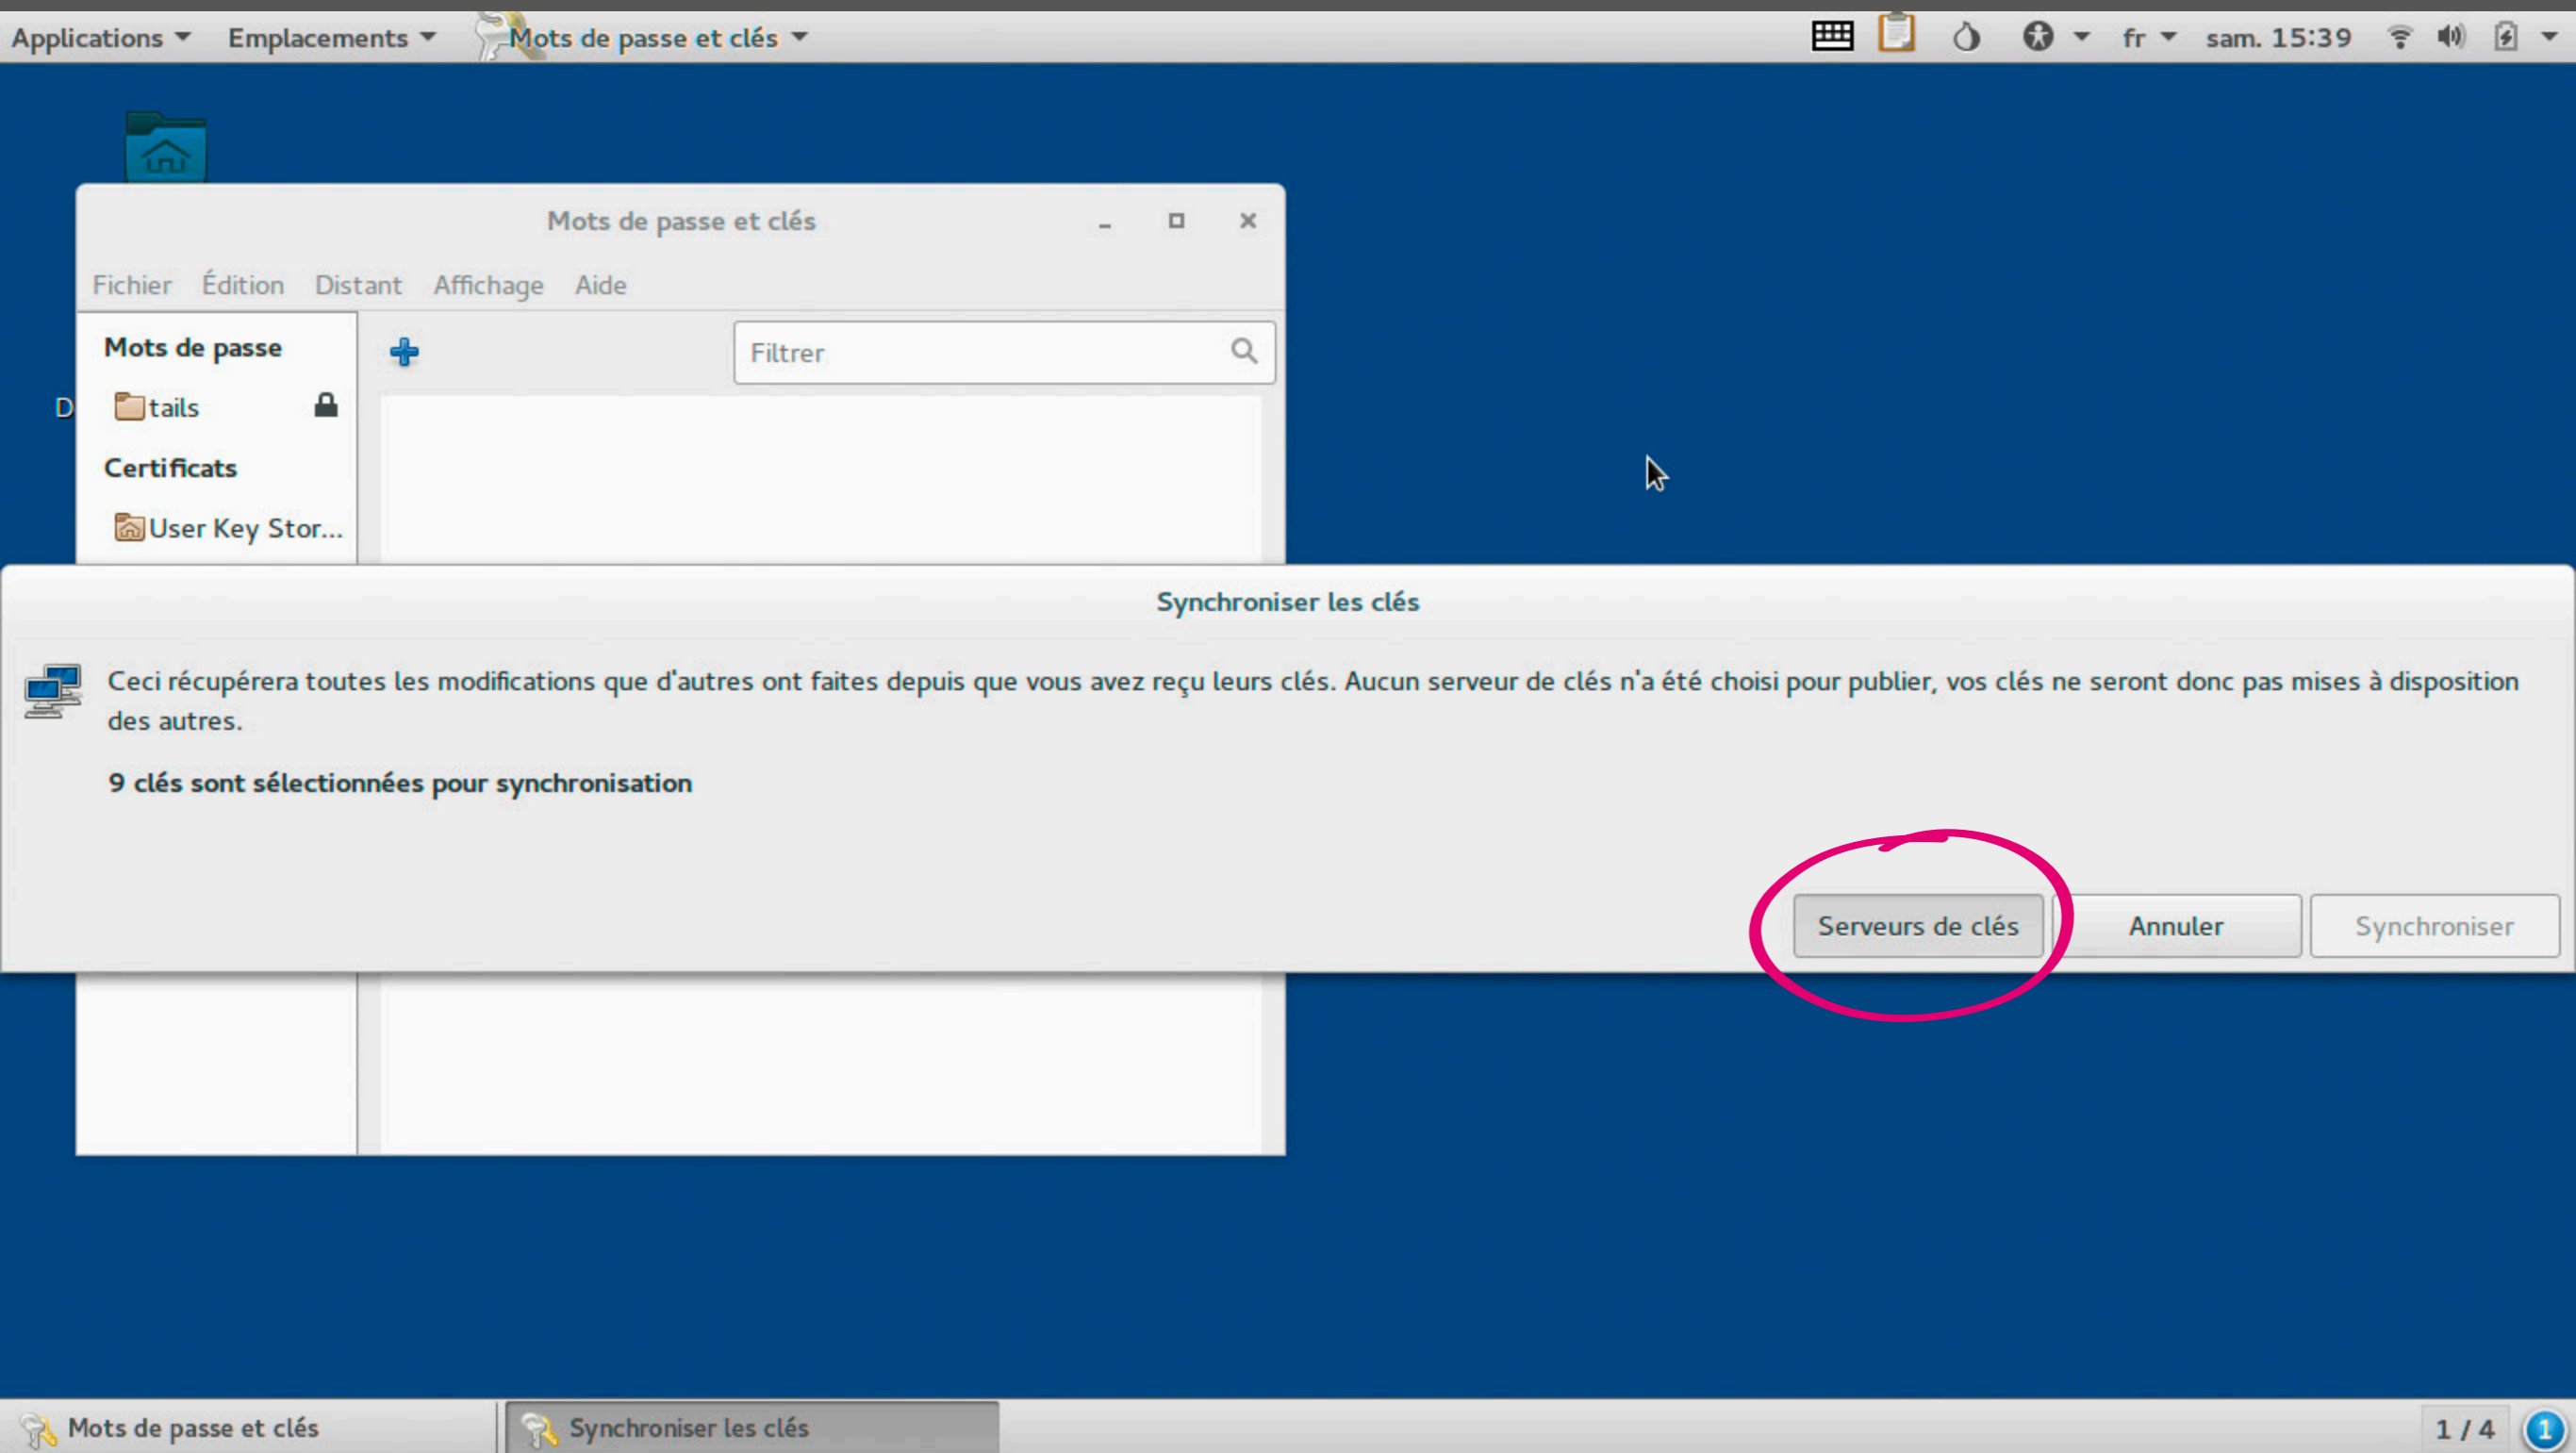 Applications Emplacements Mots de passe et clés fr sam. 15:39
Mots de passe et clés
Fichier Édition Distant Affichage Aide
Mots de passe
Filtrer
D
tails
Certificats
User Key Stor...
Synchroniser les clés
Ceci récupérera toutes les modifications que d'autres ont faites depuis que vous avez reçu leurs clés. Aucun serveur de clés n'a été choisi pour publier, vos clés ne seront donc pas mises à disposition
des autres.
9 clés sont sélectionnées pour synchronisation
Serveurs de clés Annuler Synchroniser
Mots de passe et clés Synchroniser les clés 1 / 4 1